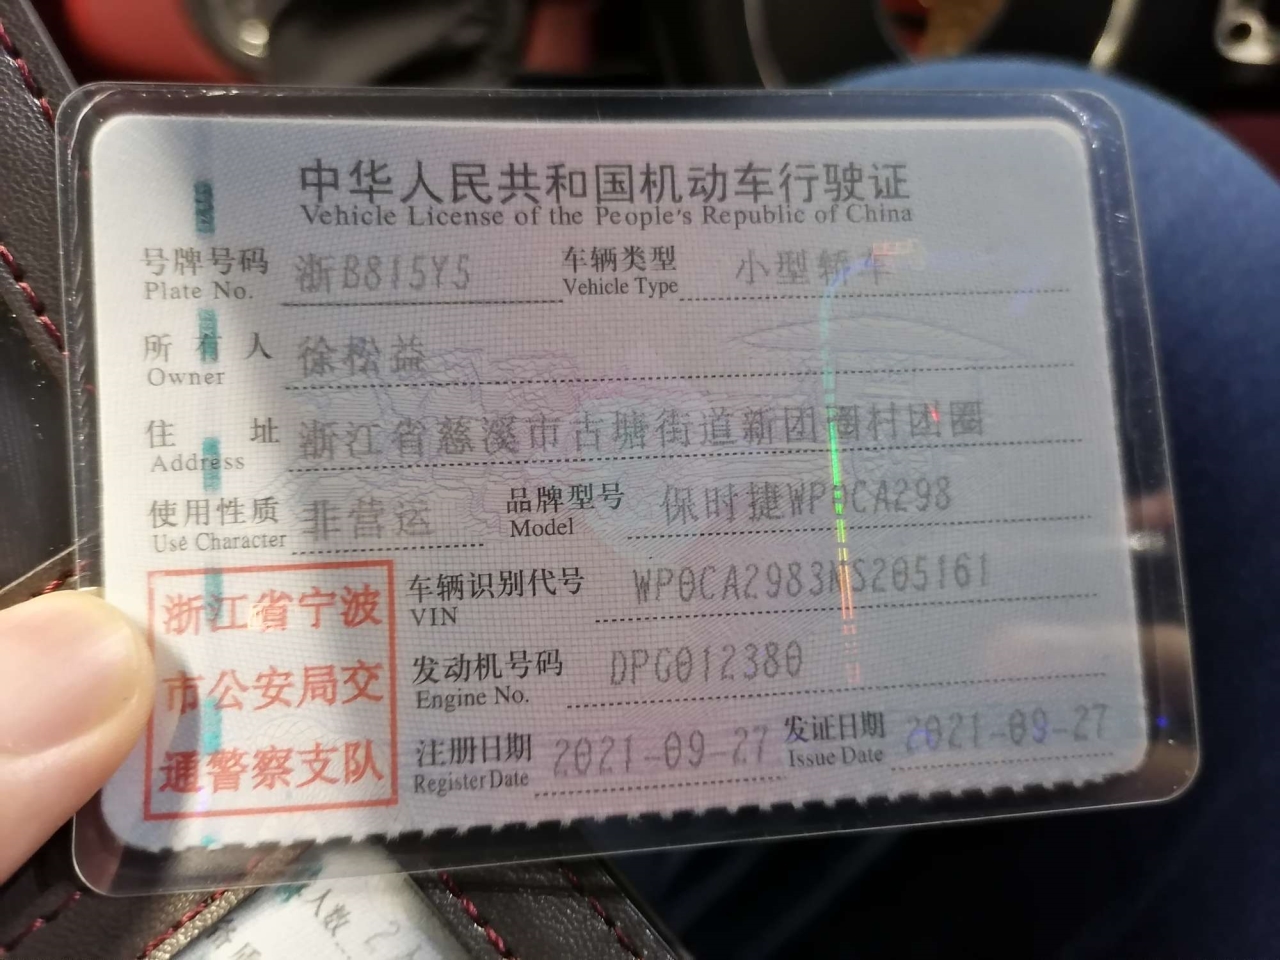 中华人民共和国机动车行驶证
Vehicle License of the People's Republic of China
号牌号码 浙B815Y5 车辆类型 小型轿车
Plate No. Vehicle Type
所有人 徐松益
Owner
住址 浙江省慈溪市古塘街道新团圈村团圈
Address
使用性质 非营运 品牌型号 保时捷WP0CA298
Use Character Model
浙江省宁波
市公安局交
通警察支队
车辆识别代号 WP0CA2983MS205161
VIN
发动机号码 DPG012380
Engine No.
注册日期 2021-09-27 发证日期 2021-09-27
Register Date Issue Date
人数 2人